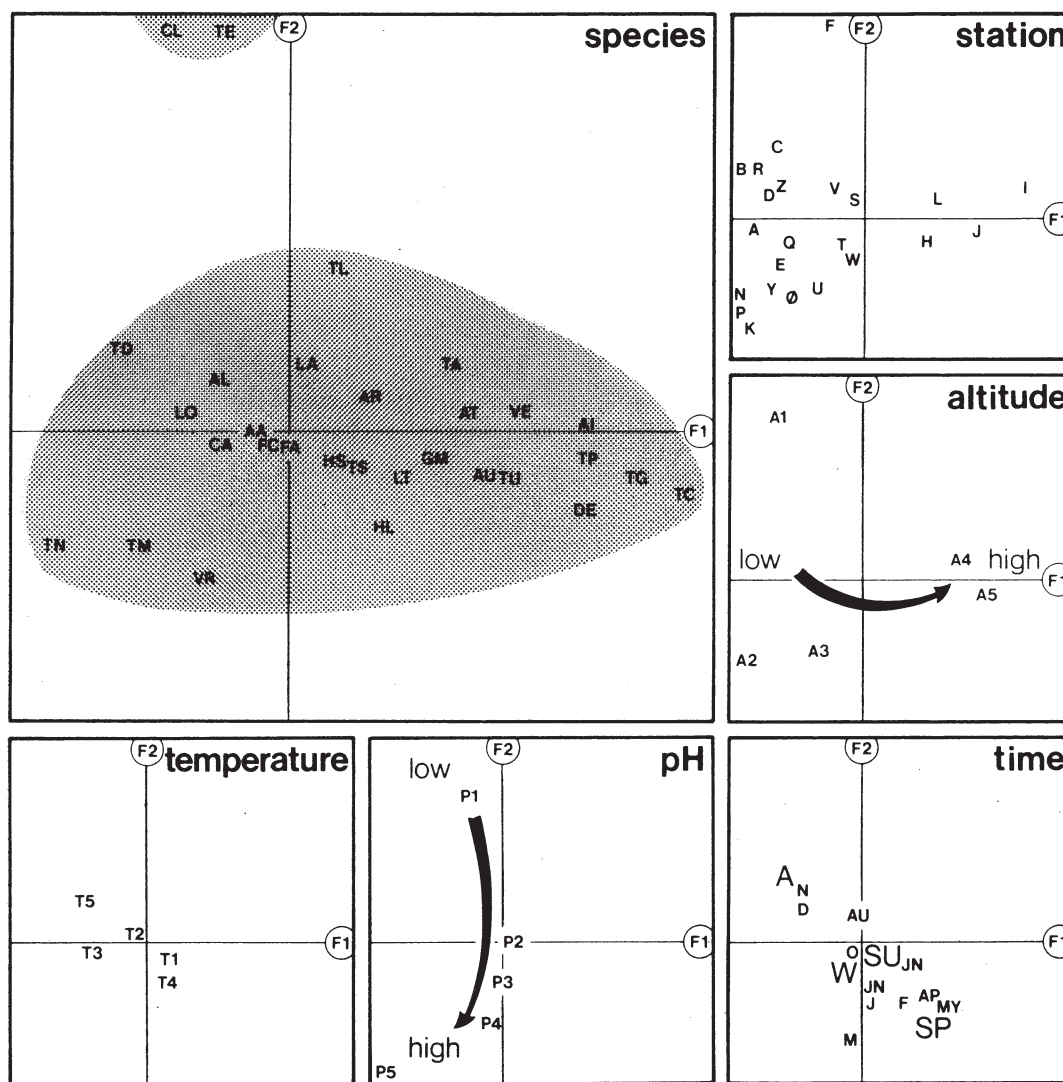 CL TE F2 species
TL
TD LA TA
AL AR
LO AT VE AI
AA F1
CA FC FA
HS TS GM TP
LT AU TU TG
TC
HL DE
TN TM
VR
F F2 station
C
B R
D Z V S L I
A Q T H J
E W
Y Ø U
N
P
K
F1
F2 altitude
A1
low A4 high
F1
A5
A2 A3
F2 temperature
T5
T2 F1
T3 T1
T4
F2 pH
low
P1
P2 F1
P3
P4
high
P5
F2 time
A N
D AU
F1
O SU JN
W
JN
J F AP MY
SP
M